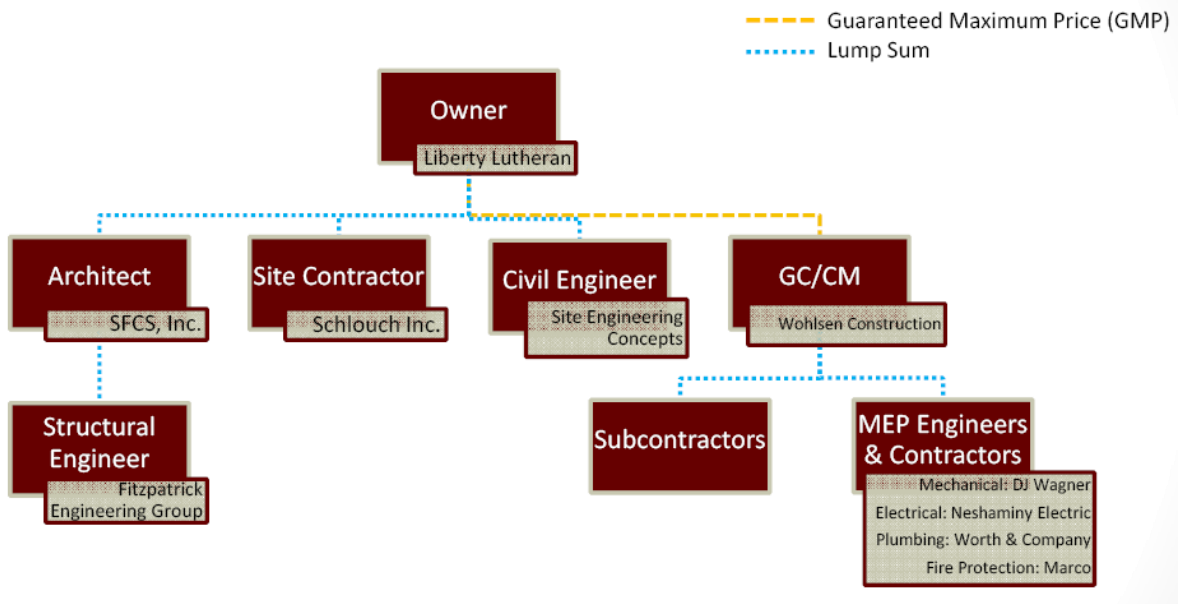 Guaranteed Maximum Price (GMP)
Lump Sum
Owner
Liberty Lutheran
Architect
SFCS, Inc.
Site Contractor
Schlouch Inc.
Civil Engineer
Site Engineering
Concepts
GC/CM
Wohlsen Construction
Structural
Engineer
Fitzpatrick
Engineering Group
Subcontractors
MEP Engineers
& Contractors
Mechanical: DJ Wagner
Electrical: Neshaminy Electric
Plumbing: Worth & Company
Fire Protection: Marco